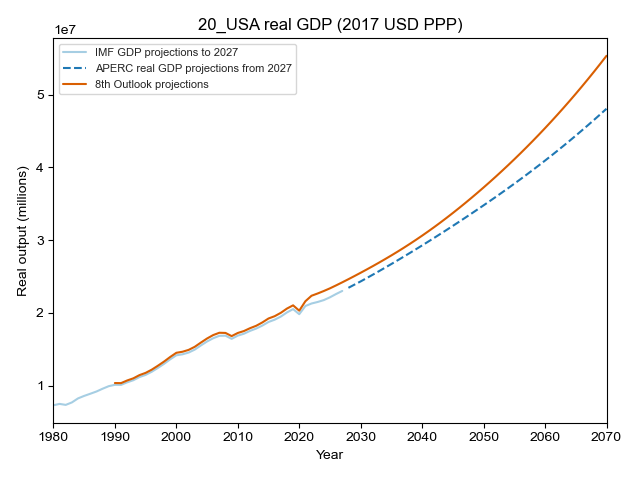 20_USA real GDP (2017 USD PPP)
1e7
IMF GDP projections to 2027
APERC real GDP projections from 2027
8th Outlook projections
5
4
3
2
1
Real output (millions)
1980 1990 2000 2010 2020 2030 2040 2050 2060 2070
Year